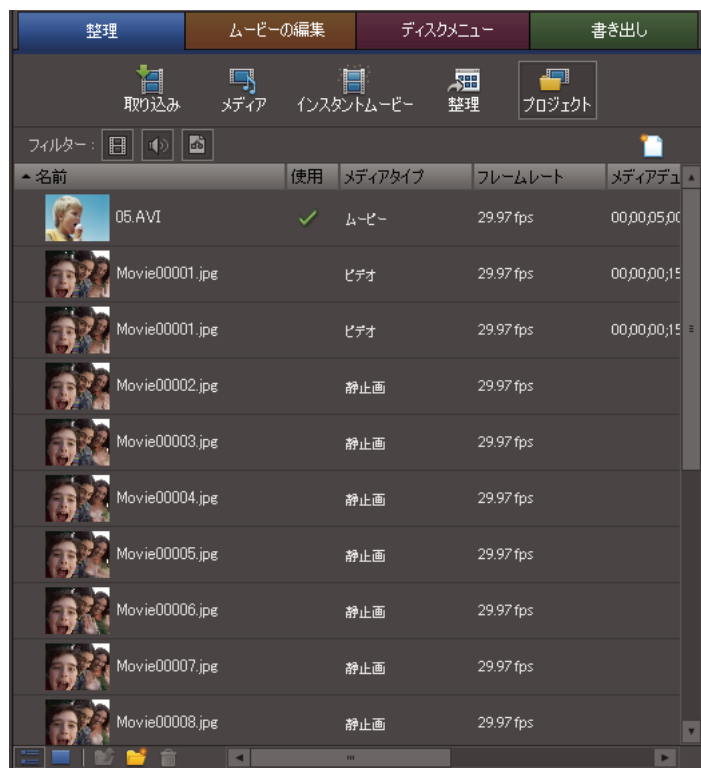 整理 ムービーの編集 ディスクメニュー 書き出し
取り込み メディア インスタントムービー 整理 プロジェクト
フィルター :
名前 使用 メディアタイプ フレームレート メディアデュ
05.AVI ムービー 29.97 fps 00;00;05;00
Movie00001.jpg ビデオ 29.97 fps 00;00;00;15
Movie00001.jpg ビデオ 29.97 fps 00;00;00;15
Movie00002.jpg 静止画 29.97 fps
Movie00003.jpg 静止画 29.97 fps
Movie00004.jpg 静止画 29.97 fps
Movie00005.jpg 静止画 29.97 fps
Movie00006.jpg 静止画 29.97 fps
Movie00007.jpg 静止画 29.97 fps
Movie00008.jpg 静止画 29.97 fps